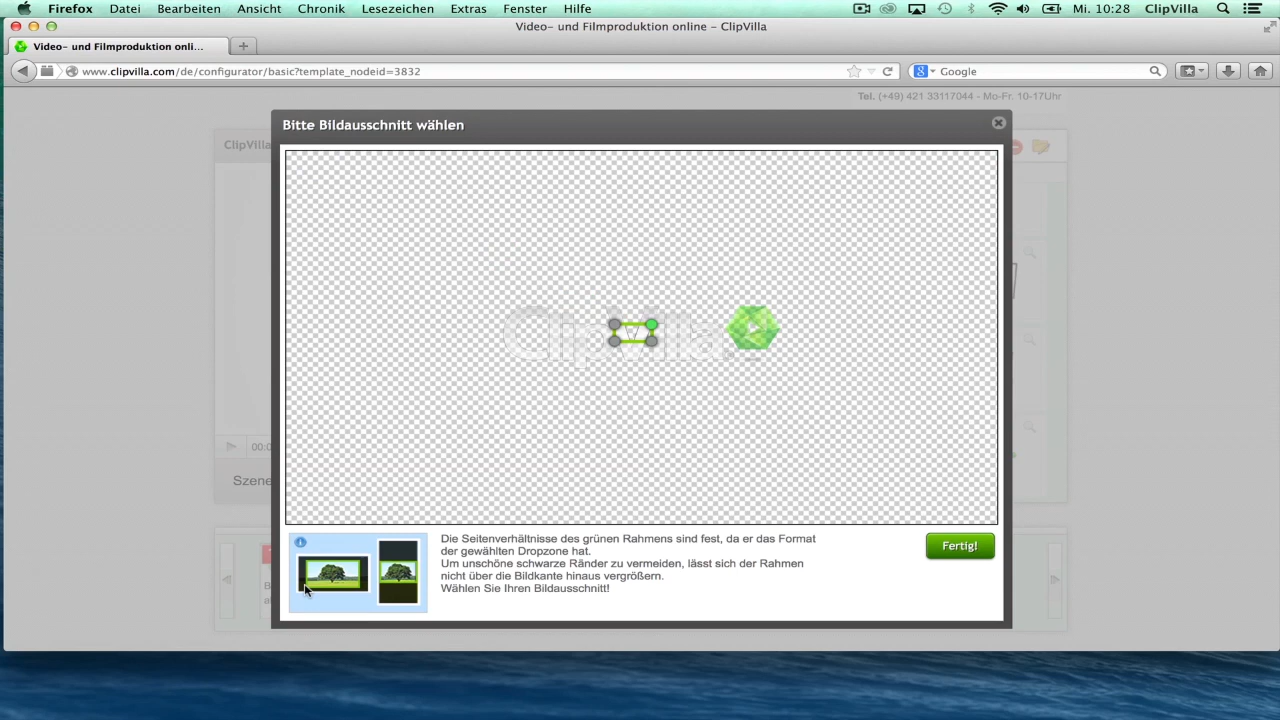 Firefox Datei Bearbeiten Ansicht Chronik Lesezeichen Extras Fenster Hilfe Mi. 10:28 ClipVilla
Video- und Filmproduktion online - ClipVilla
Video- und Filmproduktion onli...
www.clipvilla.com/de/configurator/basic?template_nodeid=3832
Google
Tel. (+49) 421 33117044 - Mo-Fr. 10-17Uhr
Bitte Bildausschnitt wählen
ClipVilla
ClipVilla
00:0
Szene
Die Seitenverhältnisse des grünen Rahmens sind fest, da er das Format
der gewählten Dropzone hat.
Um unschöne schwarze Ränder zu vermeiden, lässt sich der Rahmen
nicht über die Bildkante hinaus vergrößern.
Wählen Sie Ihren Bildausschnitt!
Fertig!